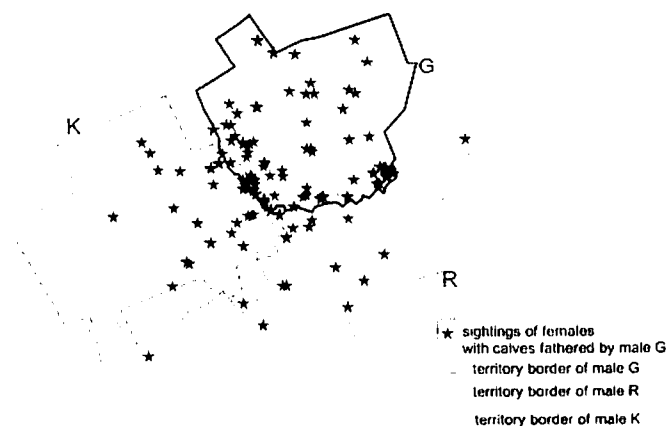 G
K
R
sightings of females
with calves fathered by male G
territory border of male G
territory border of male R
territory border of male K